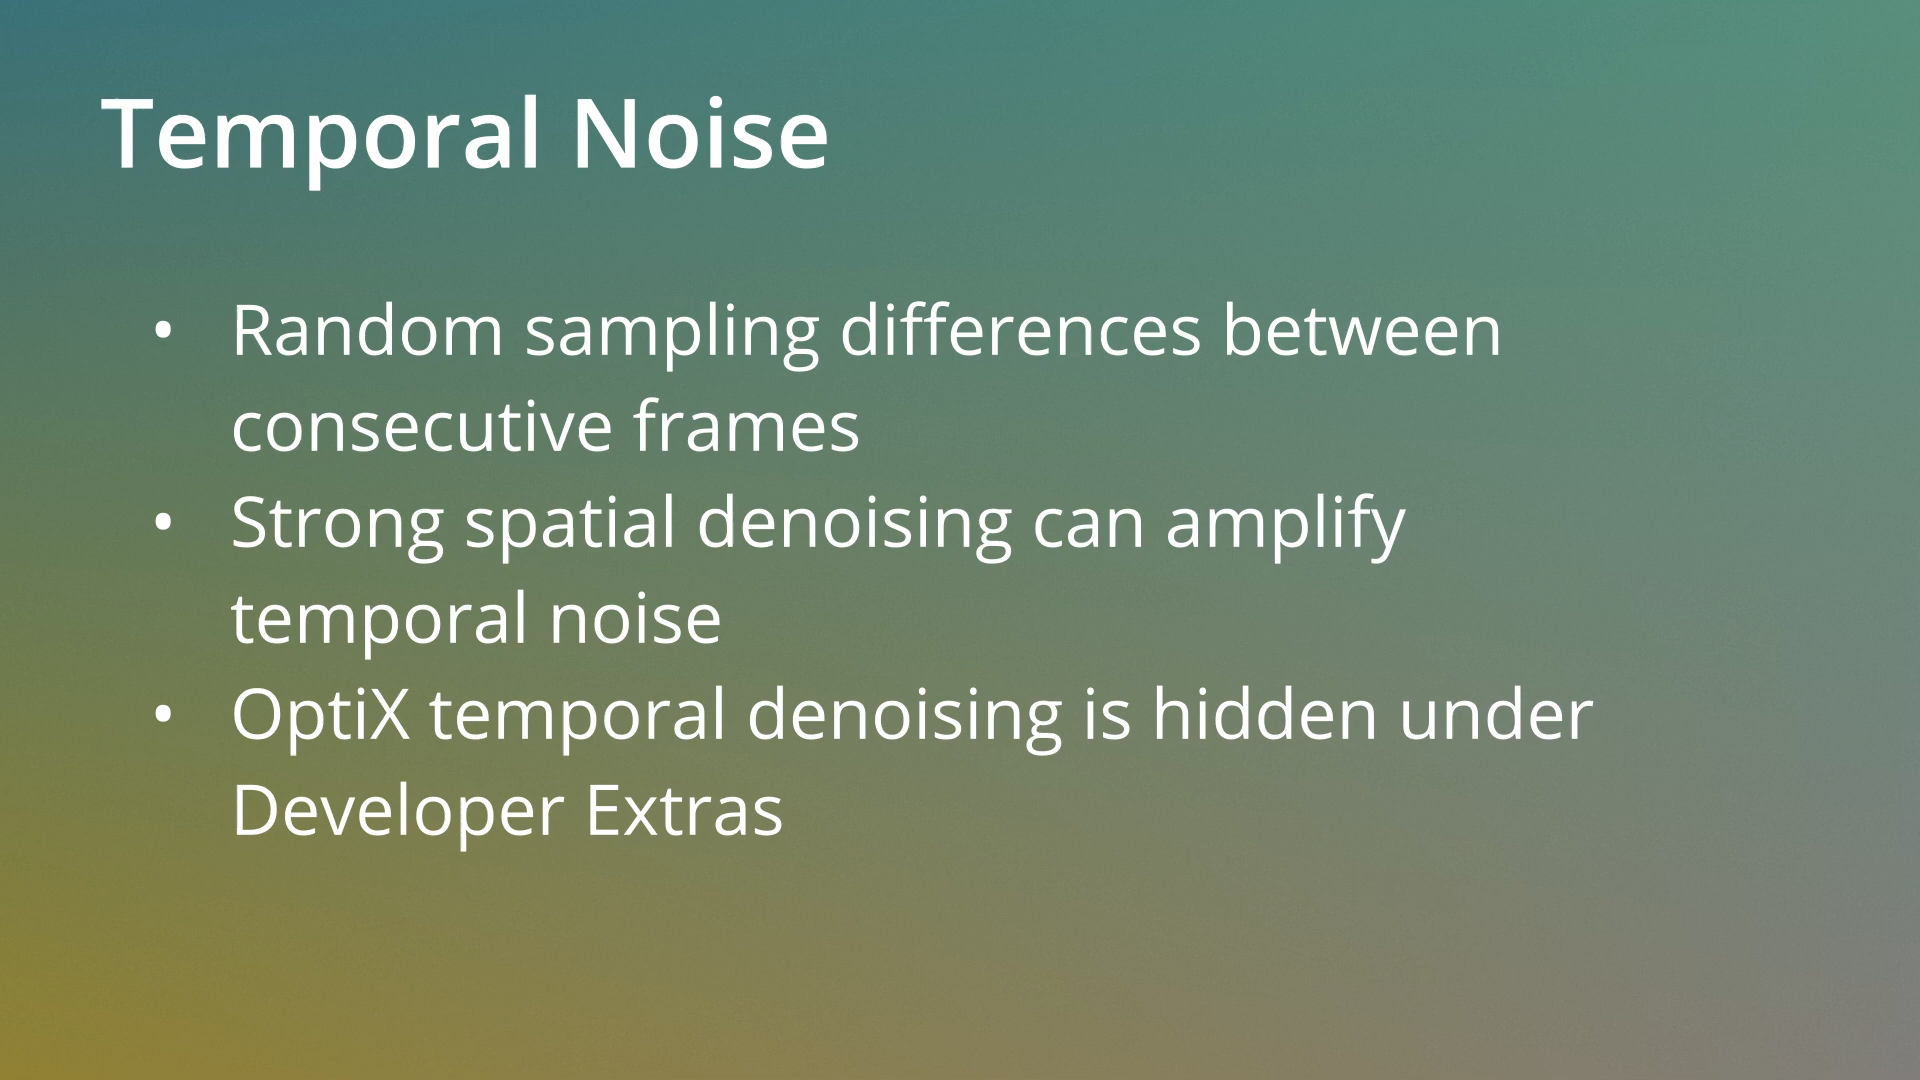 Temporal Noise
• Random sampling differences between
consecutive frames
• Strong spatial denoising can amplify
temporal noise
• OptiX temporal denoising is hidden under
Developer Extras